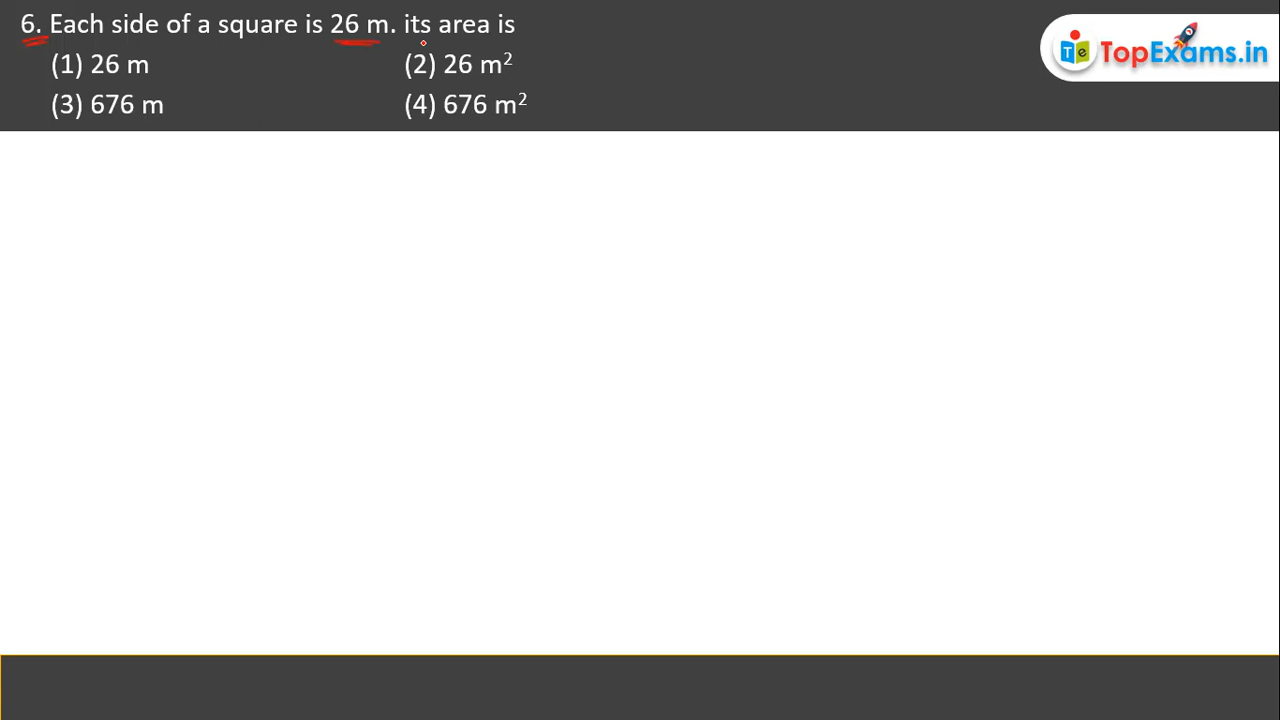 6. Each side of a square is 26 m. its area is
(1) 26 m (2) 26 m²
(3) 676 m (4) 676 m²
Te TopExams.in